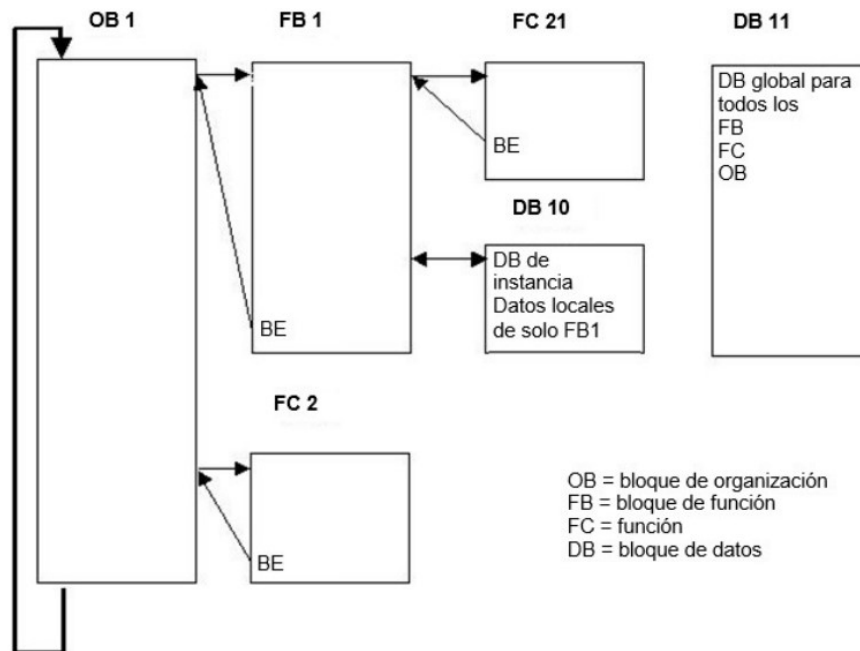 OB 1
FB 1
FC 21
DB 11
BE
BE
DB global para
todos los
FB
FC
OB
DB 10
DB de
instancia
Datos locales
de solo FB1
FC 2
BE
OB = bloque de organización
FB = bloque de función
FC = función
DB = bloque de datos